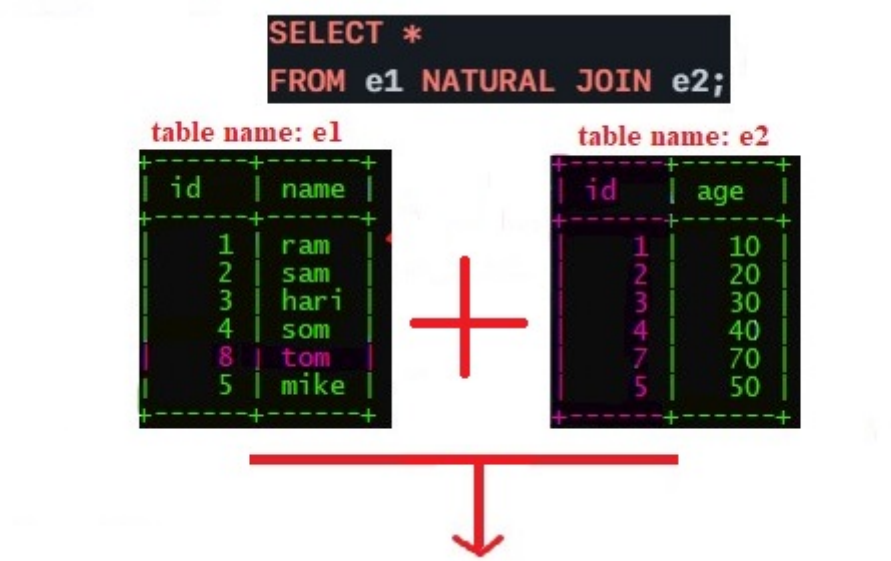 SELECT *
FROM e1 NATURAL JOIN e2;
table name: e1
+------+------+
| id | name |
+------+------+
| 1 | ram |
| 2 | sam |
| 3 | hari |
| 4 | som |
| 8 | tom |
| 5 | mike |
+------+------+
table name: e2
+------+------+
| id | age |
+------+------+
| 1 | 10 |
| 2 | 20 |
| 3 | 30 |
| 4 | 40 |
| 7 | 70 |
| 5 | 50 |
+------+------+